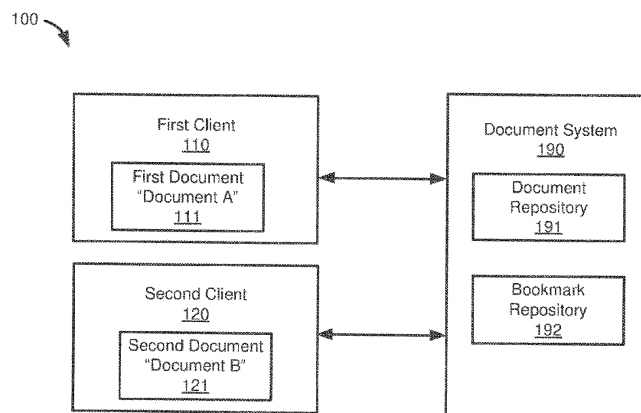 100
First Client
110
First Document
"Document A"
111
Second Client
120
Second Document
"Document B"
121
Document System
190
Document
Repository
191
Bookmark
Repository
192